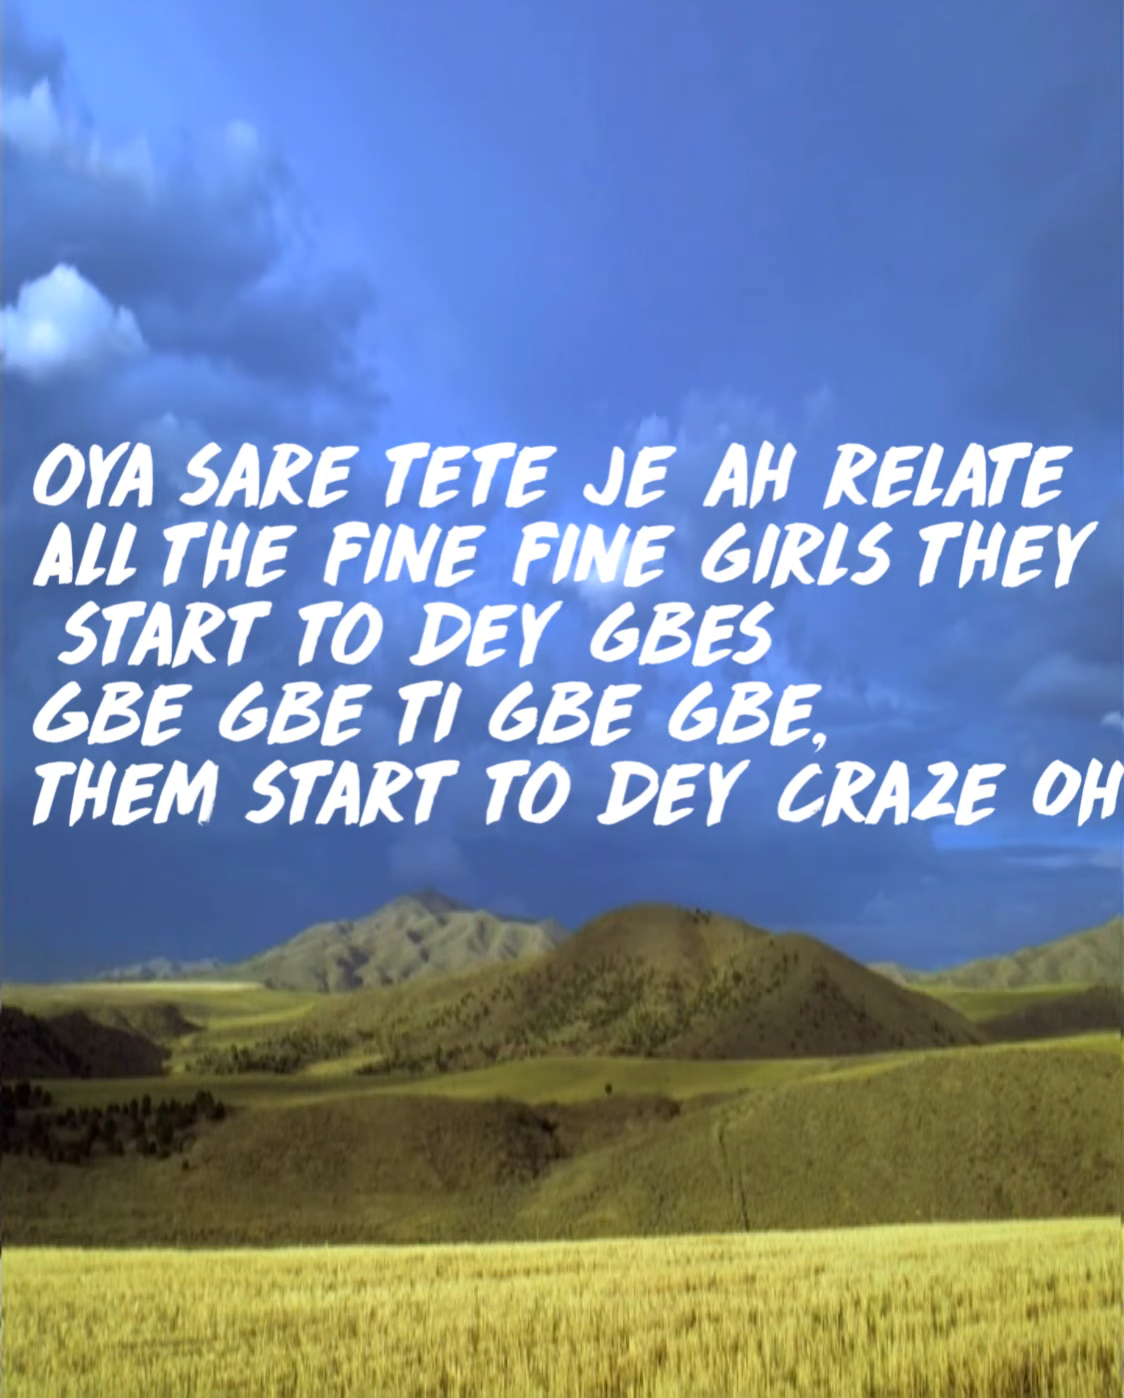 OYA SARE TETE JE AH RELATE
ALL THE FINE FINE GIRLS THEY
START TO DEY GBES
GBE GBE TI GBE GBE,
THEM START TO DEY CRAZE OH